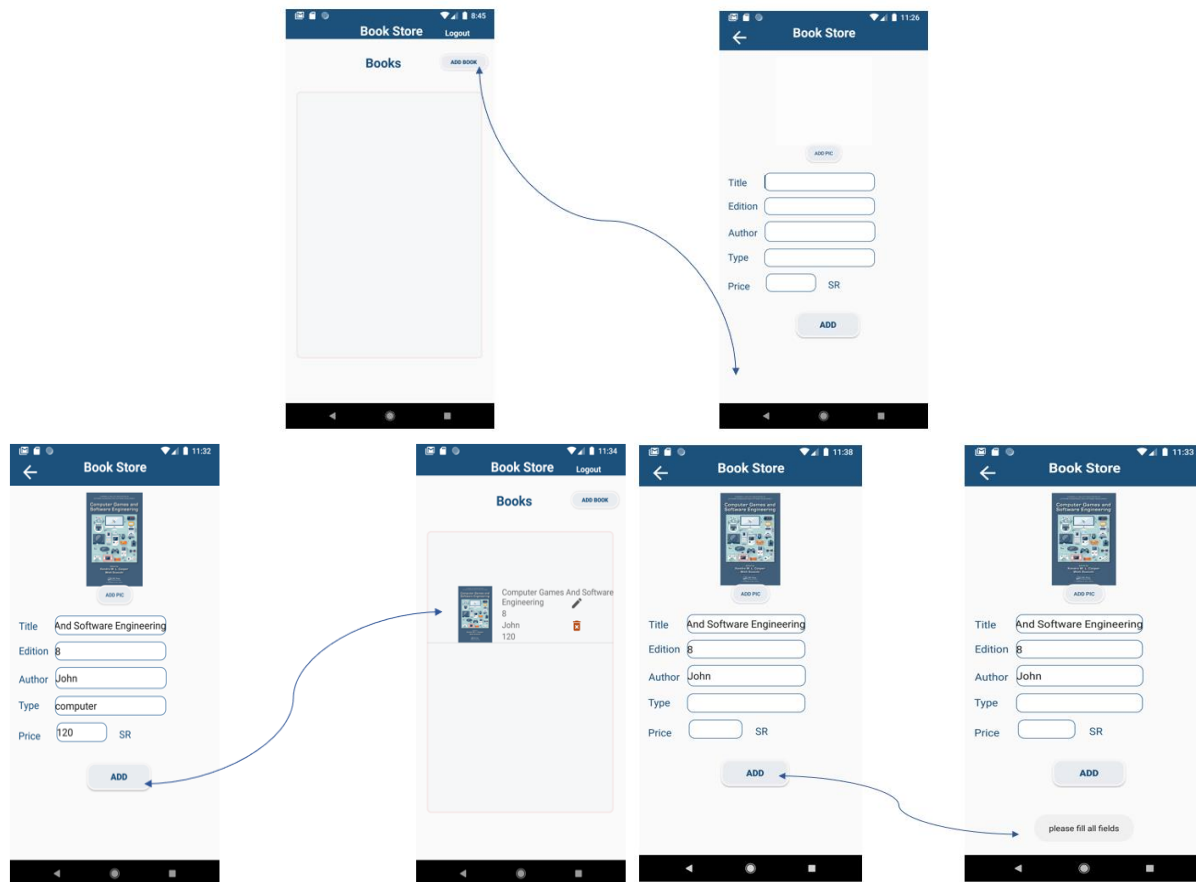 8:45
Book Store
Logout
Books
ADD BOOK
11:26
Book Store
ADD PIC
Title
Edition
Author
Type
Price
SR
ADD
11:32
Book Store
Computer Games and
Software Engineering
ADD PIC
Title And Software Engineering
Edition 8
Author John
Type computer
Price 120 SR
ADD
11:34
Book Store
Logout
Books
ADD BOOK
Computer Games And Software
Engineering
8
John
120
11:38
Book Store
Computer Games and
Software Engineering
ADD PIC
Title And Software Engineering
Edition 8
Author John
Type
Price SR
ADD
11:33
Book Store
Computer Games and
Software Engineering
ADD PIC
Title And Software Engineering
Edition 8
Author John
Type
Price SR
ADD
please fill all fields